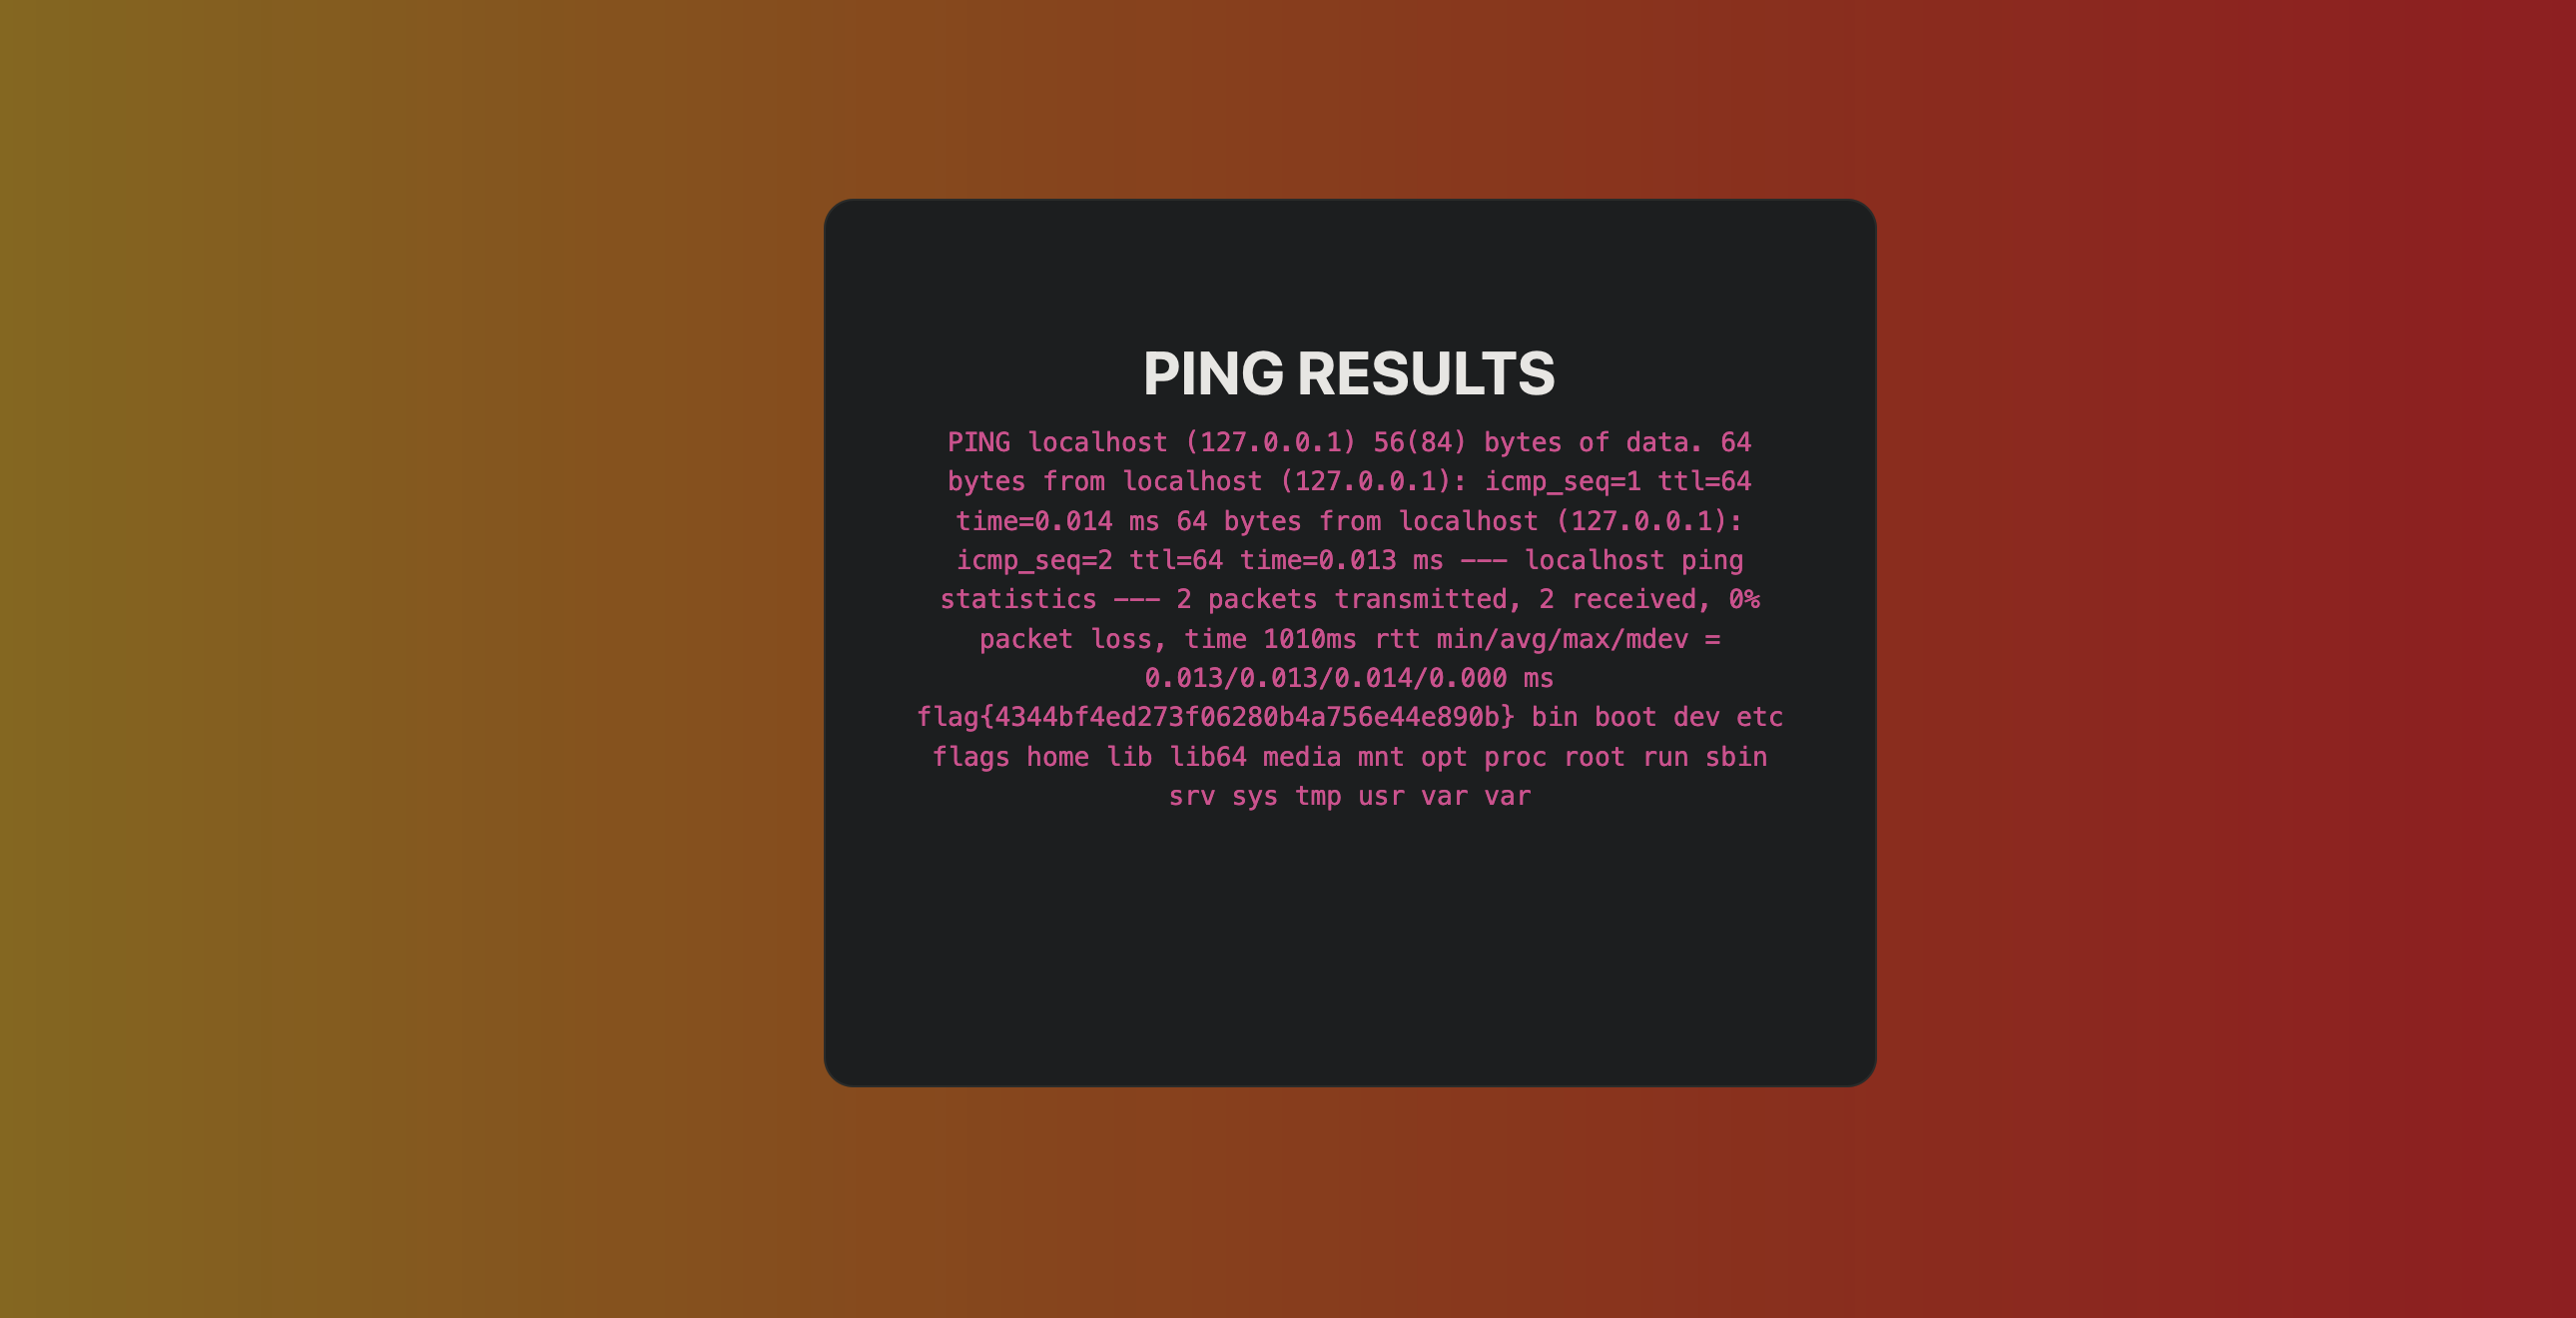 PING RESULTS
PING localhost (127.0.0.1) 56(84) bytes of data. 64
bytes from localhost (127.0.0.1): icmp_seq=1 ttl=64
time=0.014 ms 64 bytes from localhost (127.0.0.1):
icmp_seq=2 ttl=64 time=0.013 ms --- localhost ping
statistics --- 2 packets transmitted, 2 received, 0%
packet loss, time 1010ms rtt min/avg/max/mdev =
0.013/0.013/0.014/0.000 ms
flag{4344bf4ed273f06280b4a756e44e890b} bin boot dev etc
flags home lib lib64 media mnt opt proc root run sbin
srv sys tmp usr var var